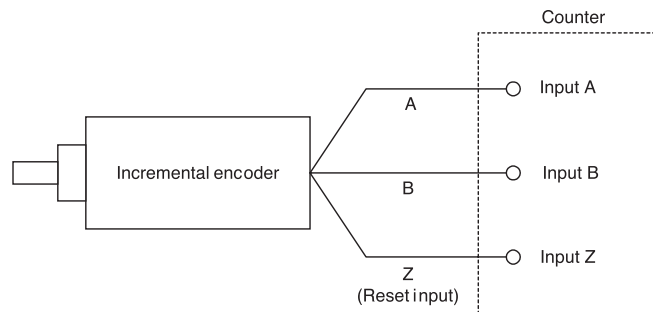 Counter
A
Input A
Incremental encoder
B
Input B
Z
(Reset input)
Input Z